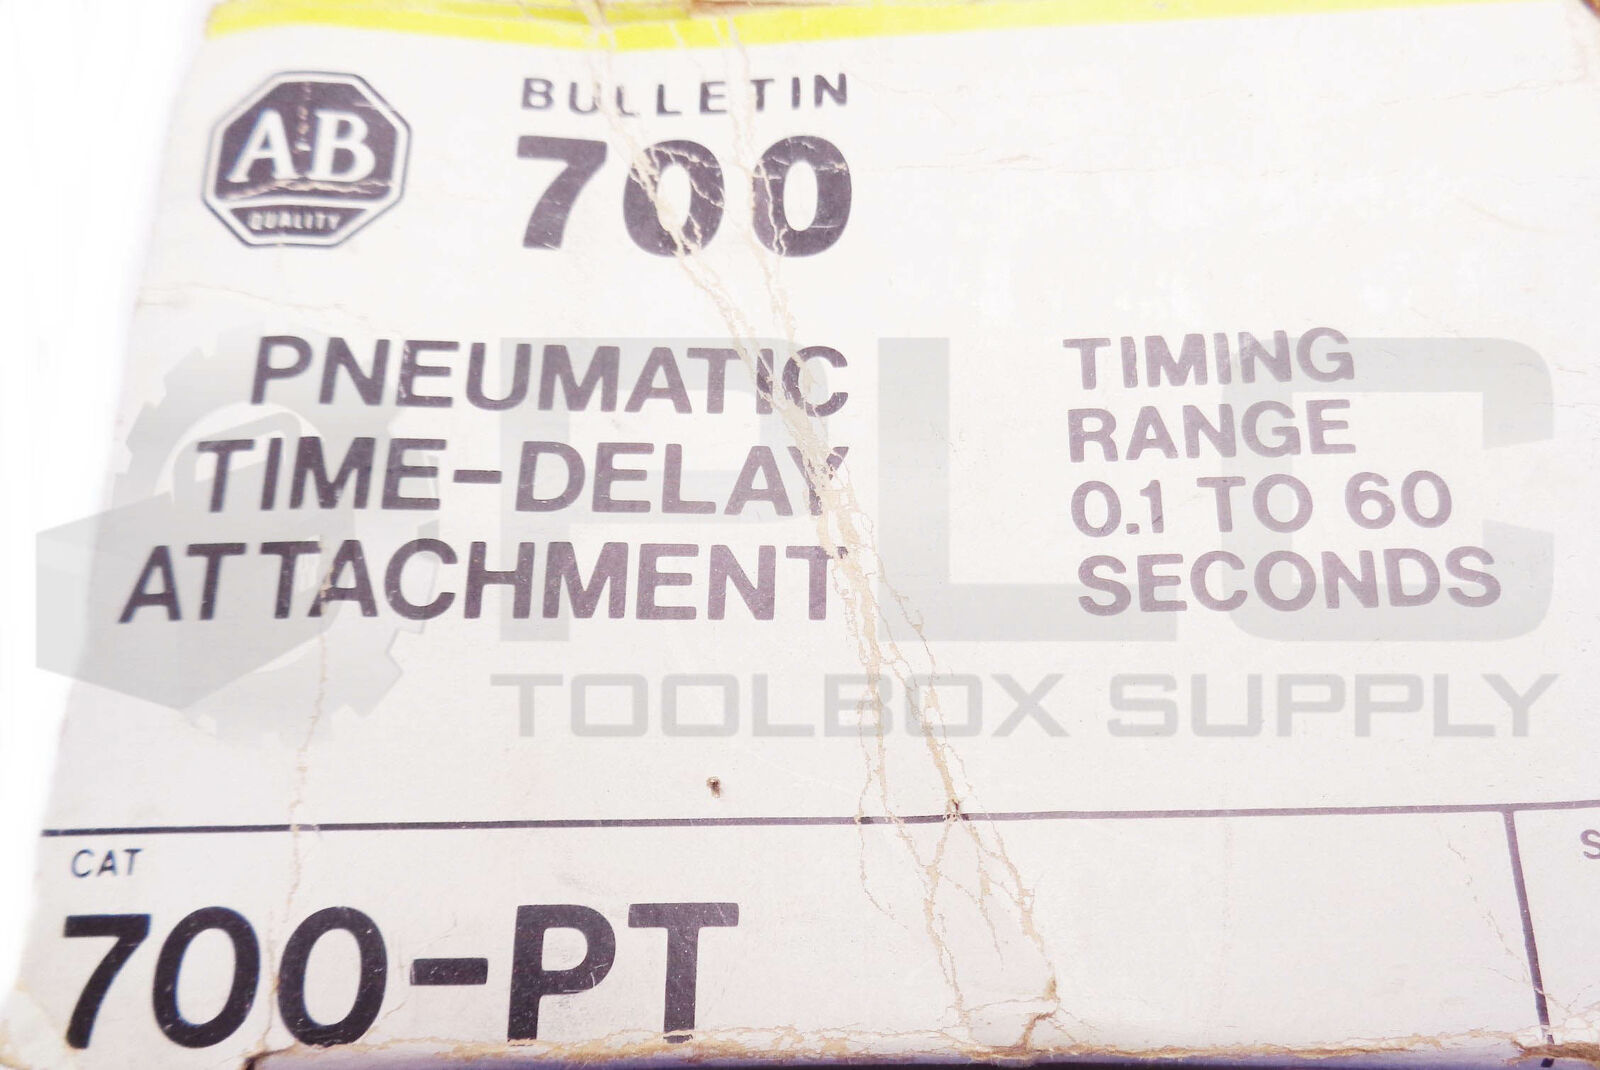 AB
QUALITY
BULLETIN
700
PNEUMATIC
TIME-DELAY
ATTACHMENT
TIMING
RANGE
0.1 TO 60
SECONDS
PLC
TOOLBOX SUPPLY
CAT
700-PT
S